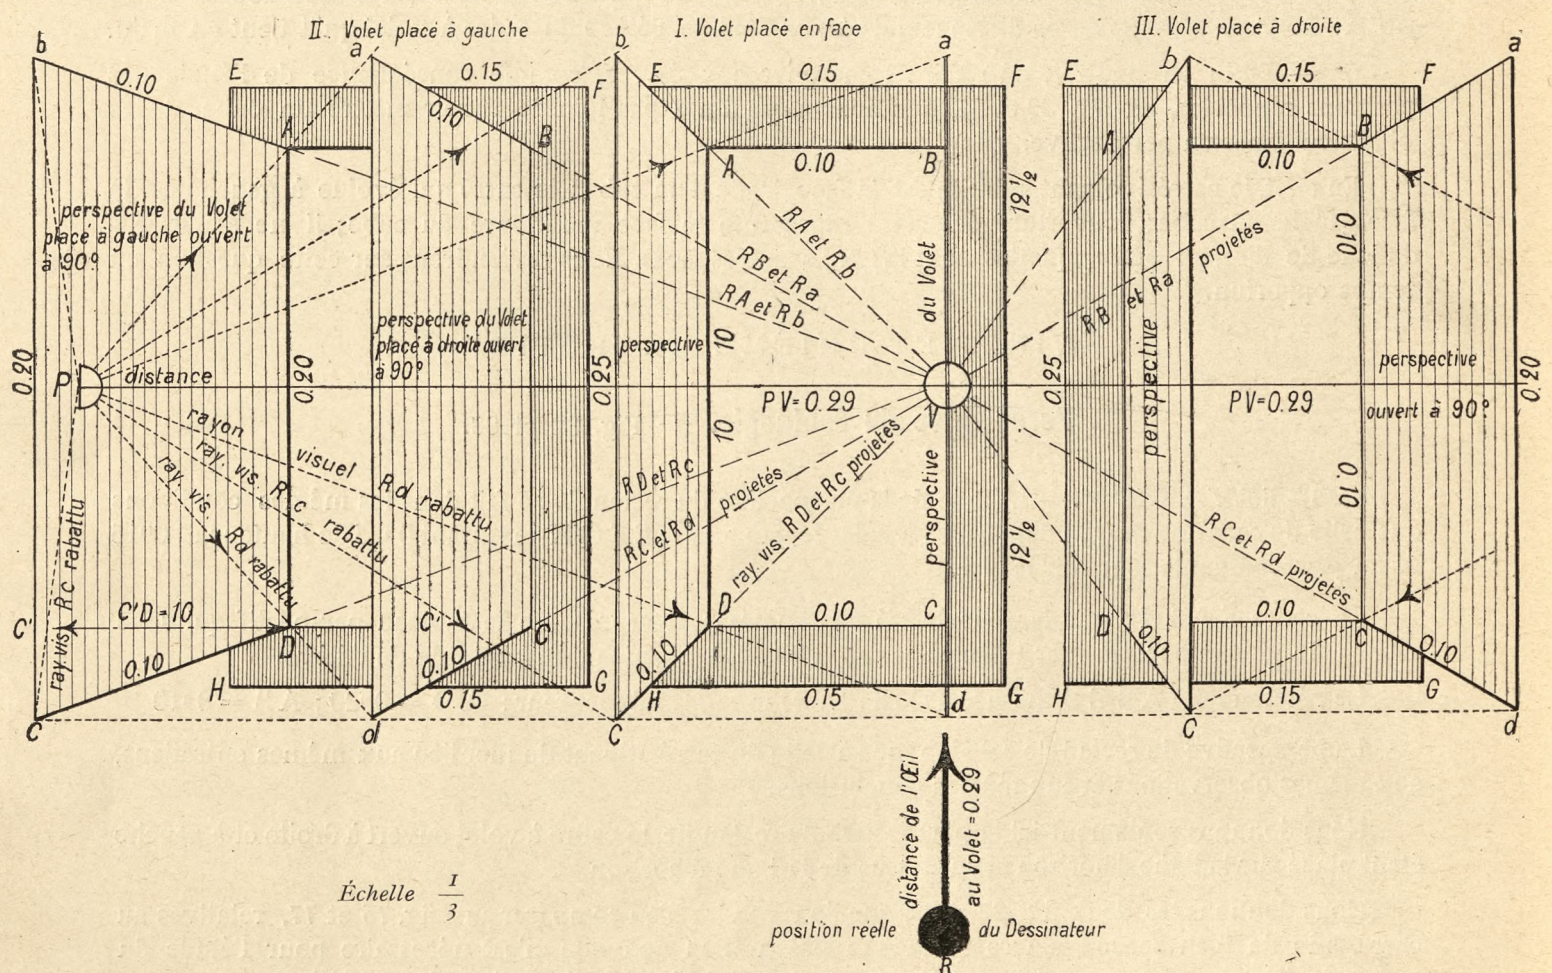 II. Volet placé à gauche
I. Volet placé en face
III. Volet placé à droite
b
a
b
a
b
a
0.10
E
0.15
F
E
0.15
F
E
0.15
F
0.10
A
B
A
0.10
B
A
B
0.10
perspective du Volet
placé à gauche ouvert
à 90°
RA et Rb
RB et Ra
RA et Rb
du Volet
12 ½
RB et Ra projetés
0.10
perspective du Volet
placé à droite ouvert
à 90°
perspective
10
perspective
perspective
ouvert à 90°
0.20
P
distance
0.20
0.25
PV=0.29
0.25
PV=0.29
0.20
10
rayon visuel Rd rabattu
ray. vis. Rc rabattu
ray. vis. Rd rabattu
ray. vis. Rc rabattu
RD et Rc
RC et Rd projetés
ray. vis. RD et Rc projetés
perspective
12 ½
RC et Rd projetés
0.10
C'
C'D=10
D
C'
C
D
0.10
C
D
0.10
C
0.10
0.10
0.10
0.10
0.10
H
0.15
G
H
0.15
G
H
0.15
G
C
d
C
d
C
d
distance de l'Œil
au Volet=0.29
Échelle 1/3
position réelle
du Dessinateur
R